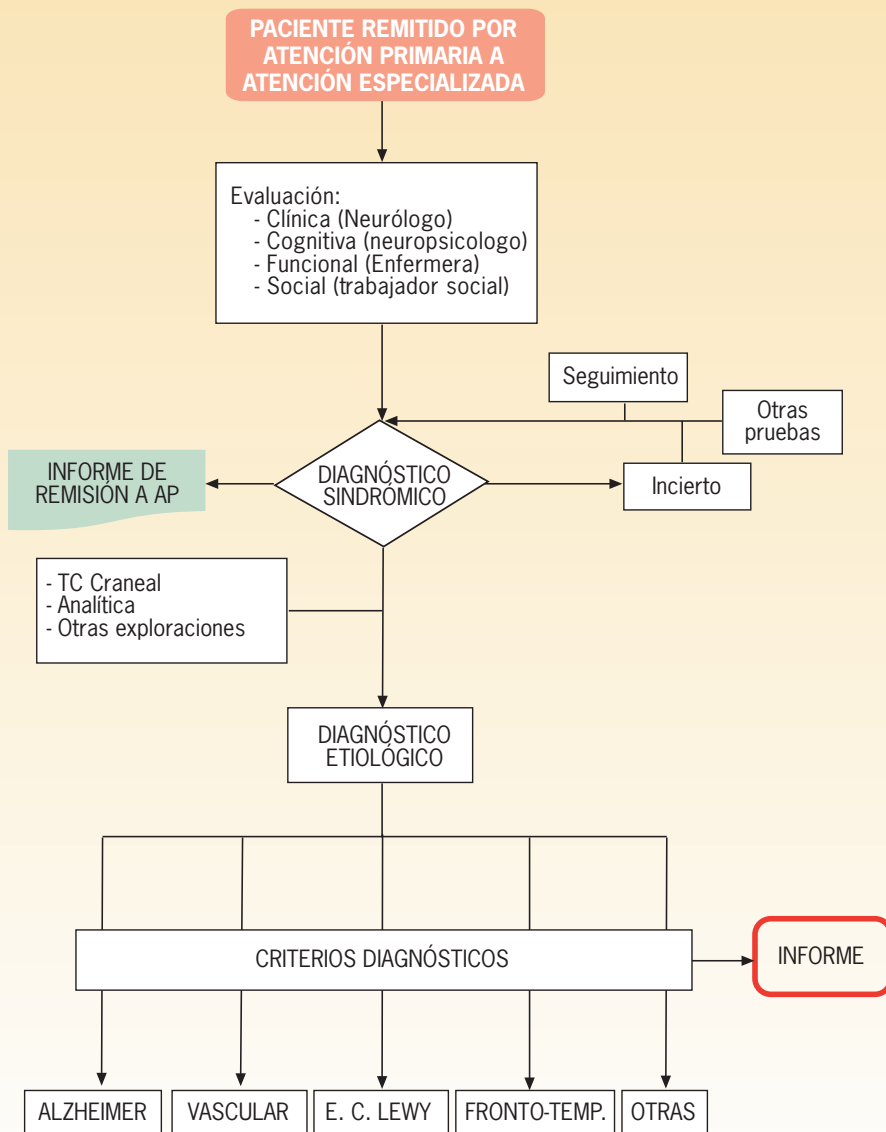 PACIENTE REMITIDO POR
ATENCIÓN PRIMARIA A
ATENCIÓN ESPECIALIZADA
Evaluación:
- Clínica (Neurólogo)
- Cognitiva (neuropsicologo)
- Funcional (Enfermera)
- Social (trabajador social)
Seguimiento
Otras
pruebas
INFORME DE
REMISIÓN A AP
DIAGNÓSTICO
SINDRÓMICO
Incierto
- TC Craneal
- Analítica
- Otras exploraciones
DIAGNÓSTICO
ETIOLÓGICO
CRITERIOS DIAGNÓSTICOS
INFORME
ALZHEIMER
VASCULAR
E. C. LEWY
FRONTO-TEMP.
OTRAS